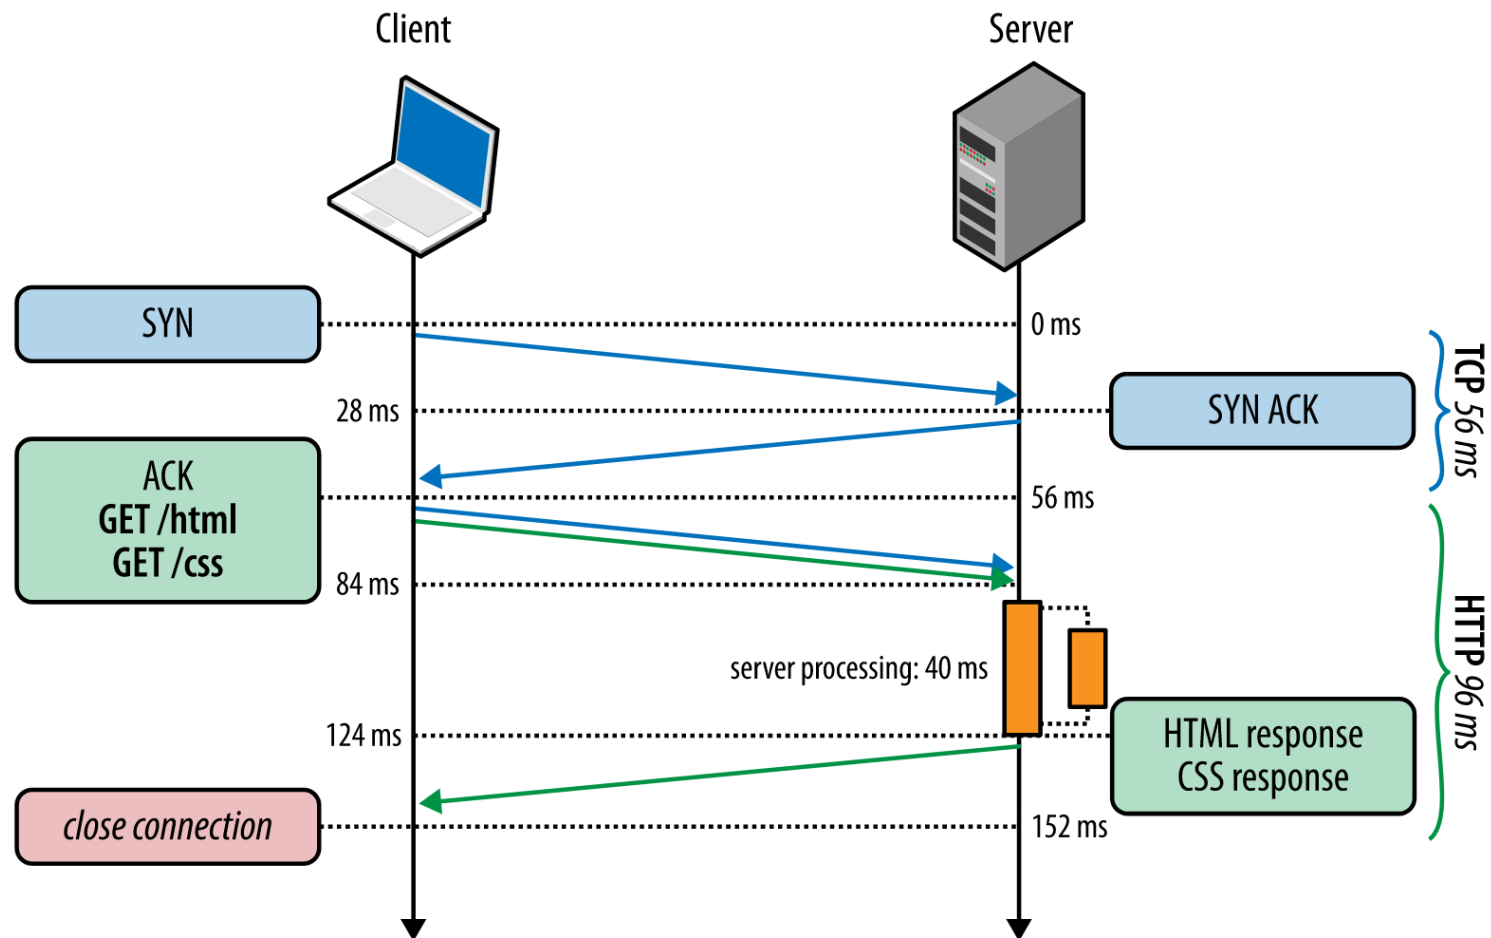 Client
Server
SYN
0 ms
28 ms
SYN ACK
TCP 56 ms
ACK
GET /html
GET /css
56 ms
84 ms
server processing: 40 ms
HTTP 96 ms
124 ms
HTML response
CSS response
close connection
152 ms